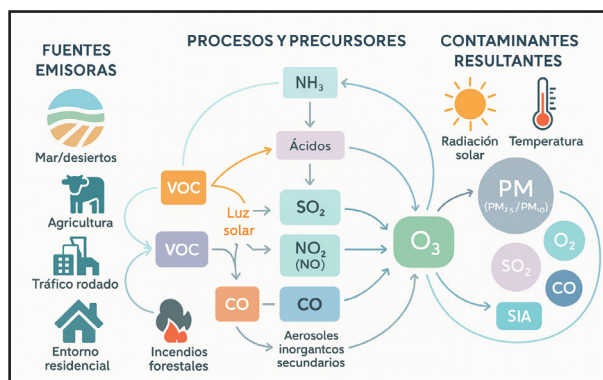 FUENTES
EMISORAS
Mar/desiertos
Agricultura
Tráfico rodado
Entorno
residencial
PROCESOS Y PRECURSORES
NH₃
Ácidos
VOC
Luz
solar
SO₂
VOC
NO₂
(NO)
CO
CO
Incendios
forestales
Aerosoles
inorgantcos
secundarios
O₃
CONTAMINANTES
RESULTANTES
Radiación
solar
Temperatura
PM
(PM₂.₅/PM₁₀)
O₂
SO₂
CO
SIA